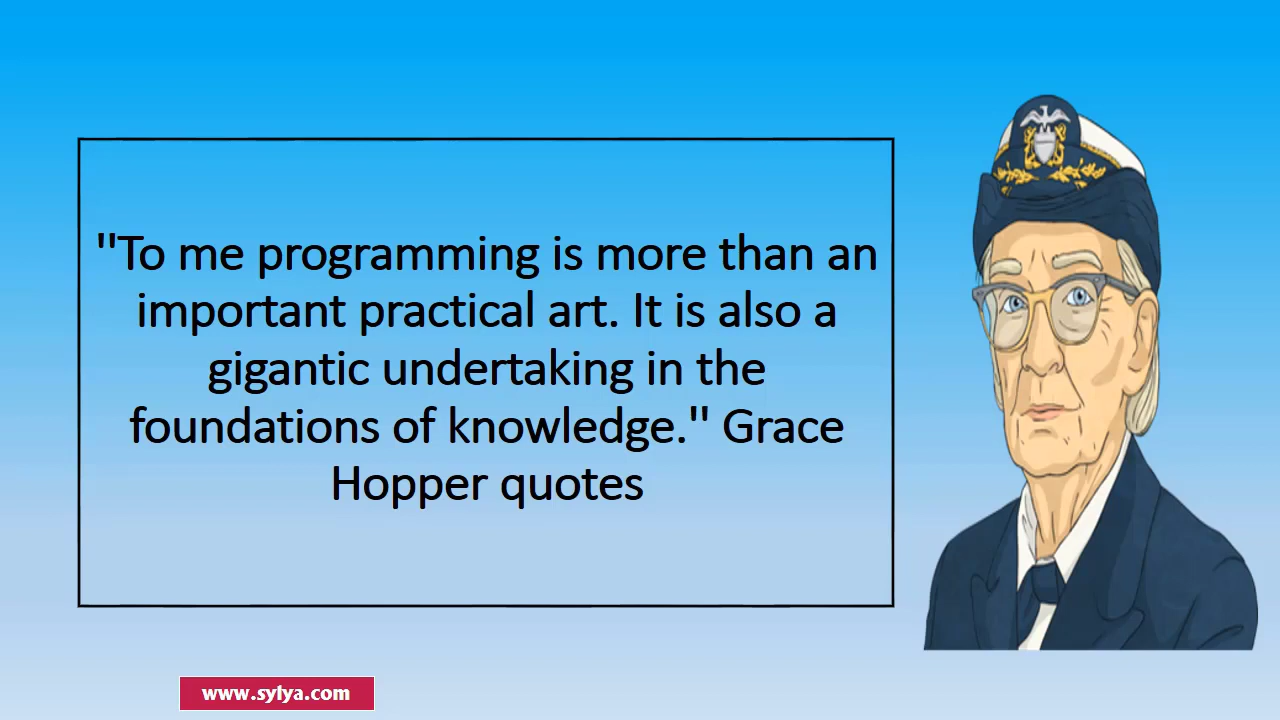 "To me programming is more than an
important practical art. It is also a
gigantic undertaking in the
foundations of knowledge." Grace
Hopper quotes
www.sylya.com